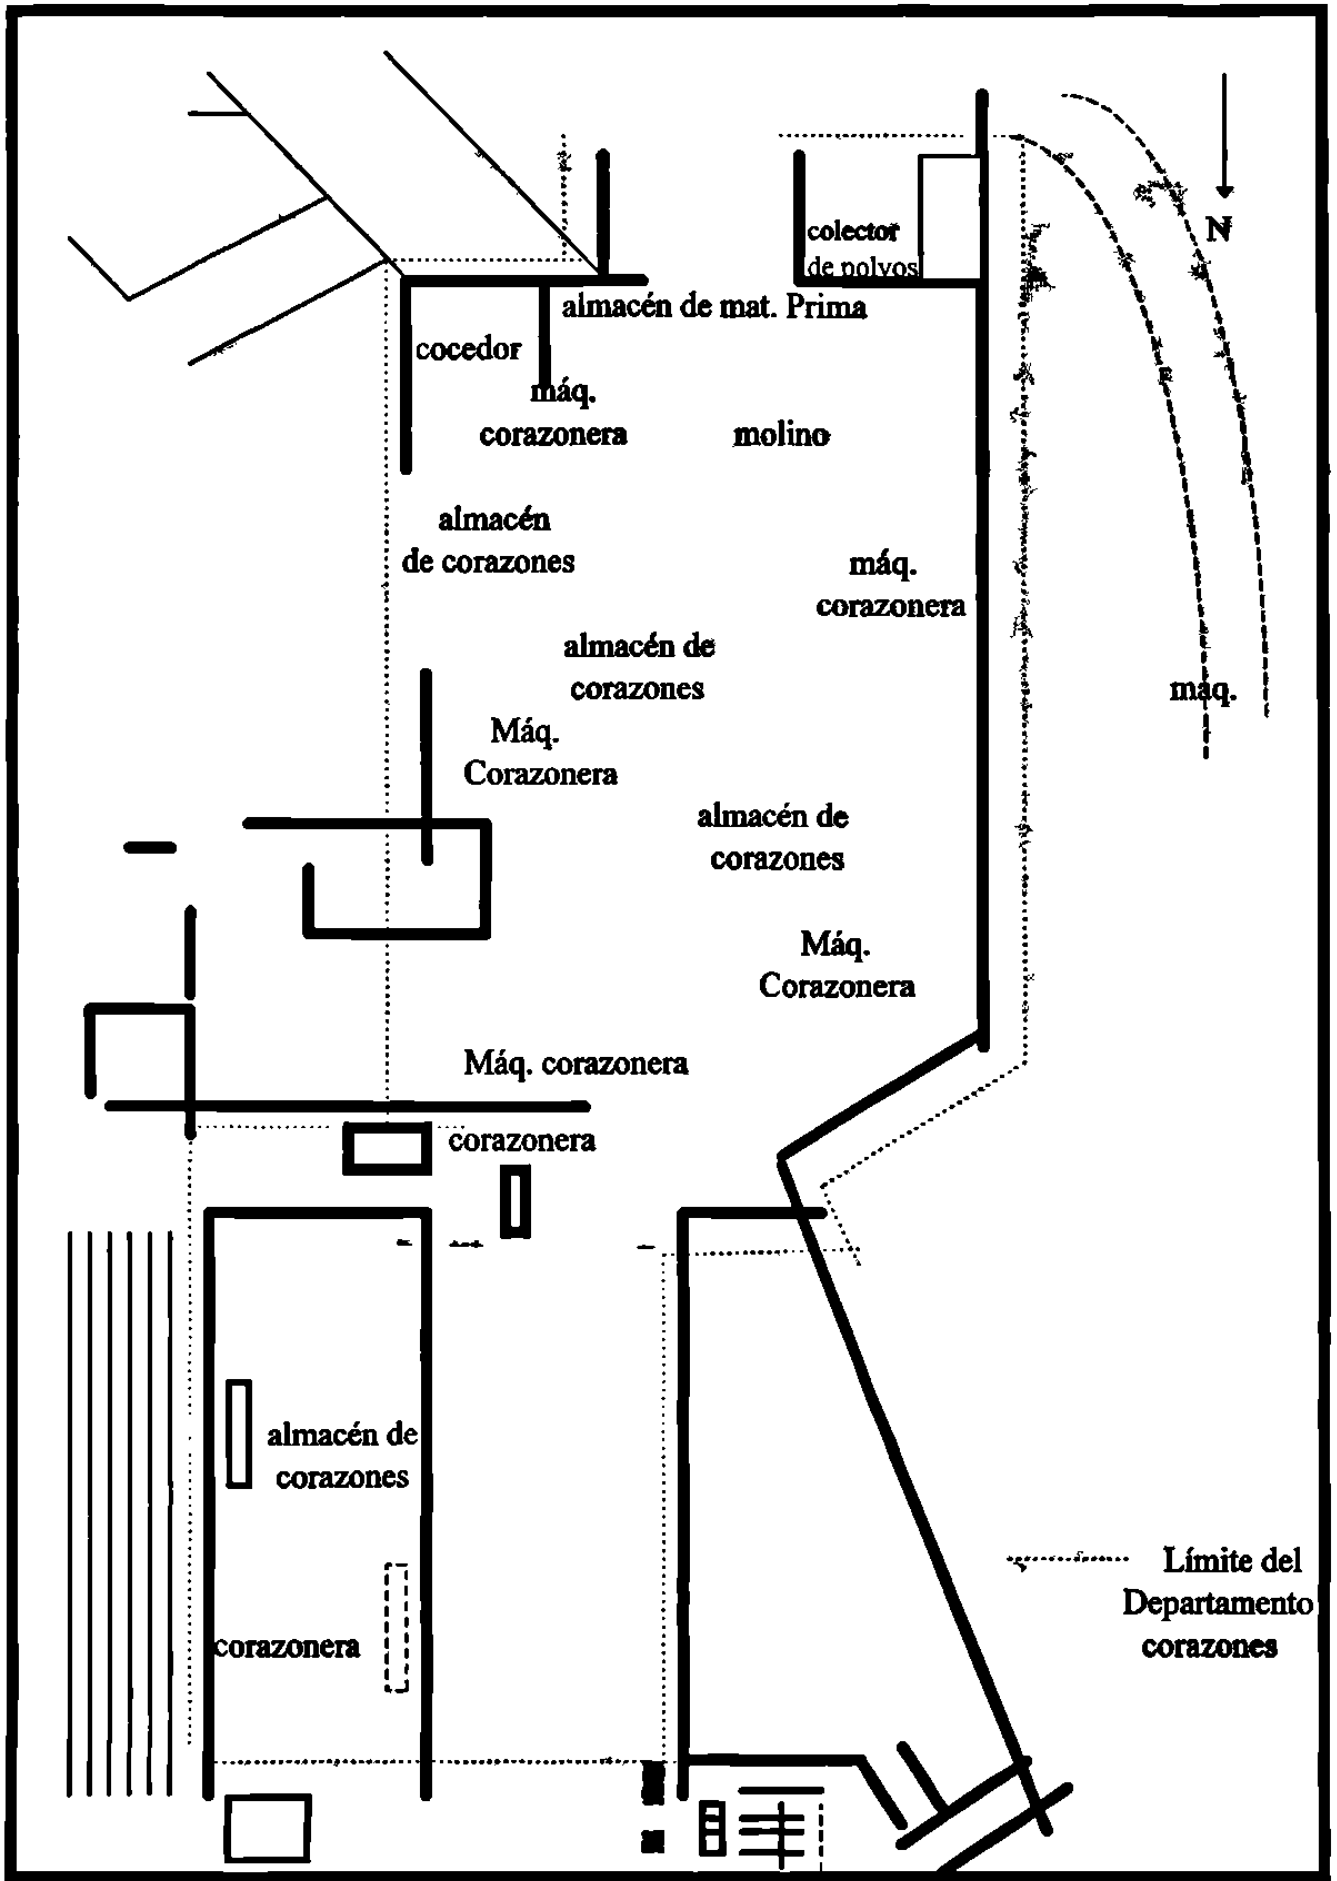 N
colector
de polvos
almacén de mat. Prima
cocedor
máq.
corazonera
molino
almacén
de corazones
máq.
corazonera
almacén de
corazones
maq.
Máq.
Corazonera
almacén de
corazones
Máq.
Corazonera
Máq. corazonera
corazonera
almacén de
corazones
corazonera
Límite del
Departamento
corazones